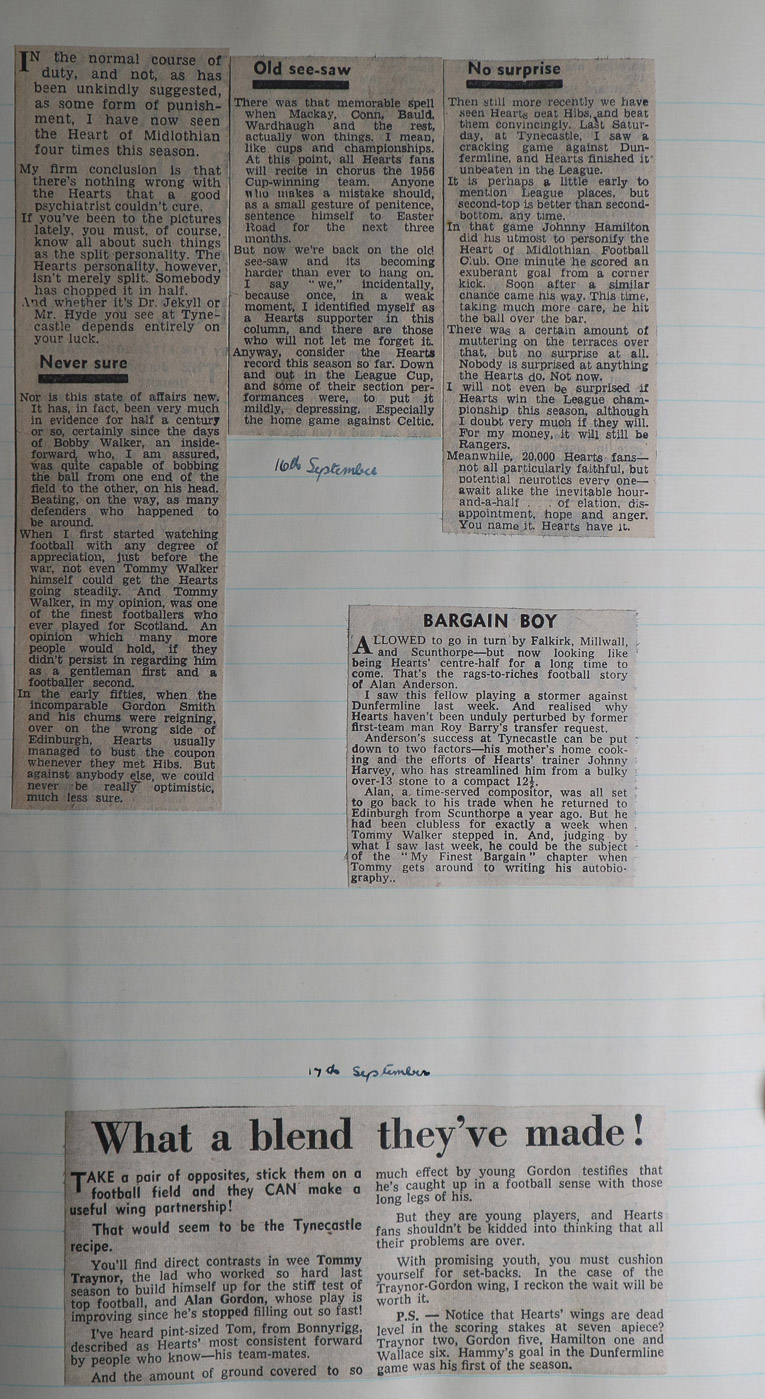 IN the normal course of
duty, and not, as has
been unkindly suggested,
as some form of punish-
ment, I have now seen
the Heart of Midlothian
four times this season.
My firm conclusion is that
there's nothing wrong with
the Hearts that a good
psychiatrist couldn't cure.
If you've been to the pictures
lately, you must, of course,
know all about such things
as the split personality. The
Hearts personality, however,
isn't merely split. Somebody
has chopped it in half.
And whether it's Dr. Jekyll or
Mr. Hyde you see at Tyne-
castle depends entirely on
your luck.
Never sure
Nor is this state of affairs new.
It has, in fact, been very much
in evidence for half a century
or so, certainly since the days
of Bobby Walker, an inside-
forward, who, I am assured,
was quite capable of bobbing
the ball from one end of the
field to the other, on his head.
Beating, on the way, as many
defenders who happened to
be around.
When I first started watching
football with any degree of
appreciation, just before the
war, not even Tommy Walker
himself could get the Hearts
going steadily. And Tommy
Walker, in my opinion, was one
of the finest footballers who
ever played for Scotland. An
opinion which many more
people would hold, if they
didn't persist in regarding him
as a gentleman first and a
footballer second.
In the early fifties, when the
incomparable Gordon Smith
and his chums were reigning,
over on the wrong side of
Edinburgh, Hearts usually
managed to bust the coupon
whenever they met Hibs. But
against anybody else, we could
never be really optimistic,
much less sure.
Old see-saw
There was that memorable spell
when Mackay, Conn, Bauld,
Wardhaugh and the rest,
actually won things. I mean,
like cups and championships.
At this point, all Hearts fans
will recite in chorus the 1956
Cup-winning team. Anyone
who makes a mistake should,
as a small gesture of penitence,
sentence himself to Easter
Road for the next three
months.
But now we're back on the old
see-saw and its becoming
harder than ever to hang on.
I say "we," incidentally,
because once, in a weak
moment, I identified myself as
a Hearts supporter in this
column, and there are those
who will not let me forget it.
Anyway, consider the Hearts
record this season so far. Down
and out in the League Cup,
and some of their section per-
formances were, to put it
mildly, depressing. Especially
the home game against Celtic.
16th September
No surprise
Then still more recently we have
seen Hearts beat Hibs, and beat
them convincingly. Last Satur-
day, at Tynecastle, I saw a
cracking game against Dun-
fermline, and Hearts finished it
unbeaten in the League.
It is perhaps a little early to
mention League places, but
second-top is better than second-
bottom, any time.
In that game Johnny Hamilton
did his utmost to personify the
Heart of Midlothian Football
Club. One minute he scored an
exuberant goal from a corner
kick. Soon after a similar
chance came his way. This time,
taking much more care, he hit
the ball over the bar.
There was a certain amount of
muttering on the terraces over
that, but no surprise at all.
Nobody is surprised at anything
the Hearts do. Not now.
I will not even be surprised if
Hearts win the League cham-
pionship this season, although
I doubt very much if they will.
For my money, it will still be
Rangers.
Meanwhile, 20,000 Hearts fans—
not all particularly faithful, but
potential neurotics every one—
await alike the inevitable hour-
and-a-half . . . of elation, dis-
appointment, hope and anger.
You name it. Hearts have it.
BARGAIN BOY
ALLOWED to go in turn by Falkirk, Millwall,
and Scunthorpe—but now looking like
being Hearts' centre-half for a long time to
come. That's the rags-to-riches football story
of Alan Anderson.
I saw this fellow playing a stormer against
Dunfermline last week. And realised why
Hearts haven't been unduly perturbed by former
first-team man Roy Barry's transfer request.
Anderson's success at Tynecastle can be put
down to two factors—his mother's home cook-
ing and the efforts of Hearts' trainer Johnny
Harvey, who has streamlined him from a bulky
over-13 stone to a compact 12½.
Alan, a time-served compositor, was all set
to go back to his trade when he returned to
Edinburgh from Scunthorpe a year ago. But he
had been clubless for exactly a week when
Tommy Walker stepped in. And, judging by
what I saw last week, he could be the subject
of the "My Finest Bargain" chapter when
Tommy gets around to writing his autobio-
graphy..
17th September
What a blend they've made!
TAKE a pair of opposites, stick them on a
football field and they CAN make a
useful wing partnership!
That would seem to be the Tynecastle
recipe.
You'll find direct contrasts in wee Tommy
Traynor, the lad who worked so hard last
season to build himself up for the stiff test of
top football, and Alan Gordon, whose play is
improving since he's stopped filling out so fast!
I've heard pint-sized Tom, from Bonnyrigg,
described as Hearts' most consistent forward
by people who know—his team-mates.
And the amount of ground covered to so
much effect by young Gordon testifies that
he's caught up in a football sense with those
long legs of his.
But they are young players, and Hearts
fans shouldn't be kidded into thinking that all
their problems are over.
With promising youth, you must cushion
yourself for set-backs. In the case of the
Traynor-Gordon wing, I reckon the wait will be
worth it.
P.S. — Notice that Hearts' wings are dead
level in the scoring stakes at seven apiece?
Traynor two, Gordon five, Hamilton one and
Wallace six. Hammy's goal in the Dunfermline
game was his first of the season.